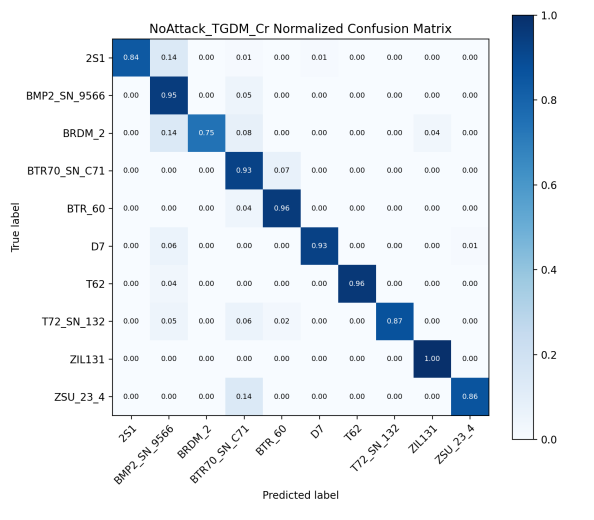 NoAttack_TGDM_Cr Normalized Confusion Matrix
1.0
2S1 0.84 0.14 0.00 0.01 0.00 0.01 0.00 0.00 0.00 0.00
BMP2_SN_9566 0.00 0.95 0.00 0.05 0.00 0.00 0.00 0.00 0.00 0.00
0.8
BRDM_2 0.00 0.14 0.75 0.08 0.00 0.00 0.00 0.00 0.04 0.00
BTR70_SN_C71 0.00 0.00 0.00 0.93 0.07 0.00 0.00 0.00 0.00 0.00
0.6
BTR_60 0.00 0.00 0.00 0.04 0.96 0.00 0.00 0.00 0.00 0.00
True label
D7 0.00 0.06 0.00 0.00 0.00 0.93 0.00 0.00 0.00 0.01
0.4
T62 0.00 0.04 0.00 0.00 0.00 0.00 0.96 0.00 0.00 0.00
T72_SN_132 0.00 0.05 0.00 0.06 0.02 0.00 0.00 0.87 0.00 0.00
ZIL131 0.00 0.00 0.00 0.00 0.00 0.00 0.00 0.00 1.00 0.00
0.2
ZSU_23_4 0.00 0.00 0.00 0.14 0.00 0.00 0.00 0.00 0.00 0.86
0.0
2S1
BMP2_SN_9566
BRDM_2
BTR70_SN_C71
BTR_60
D7
T62
T72_SN_132
ZIL131
ZSU_23_4
Predicted label